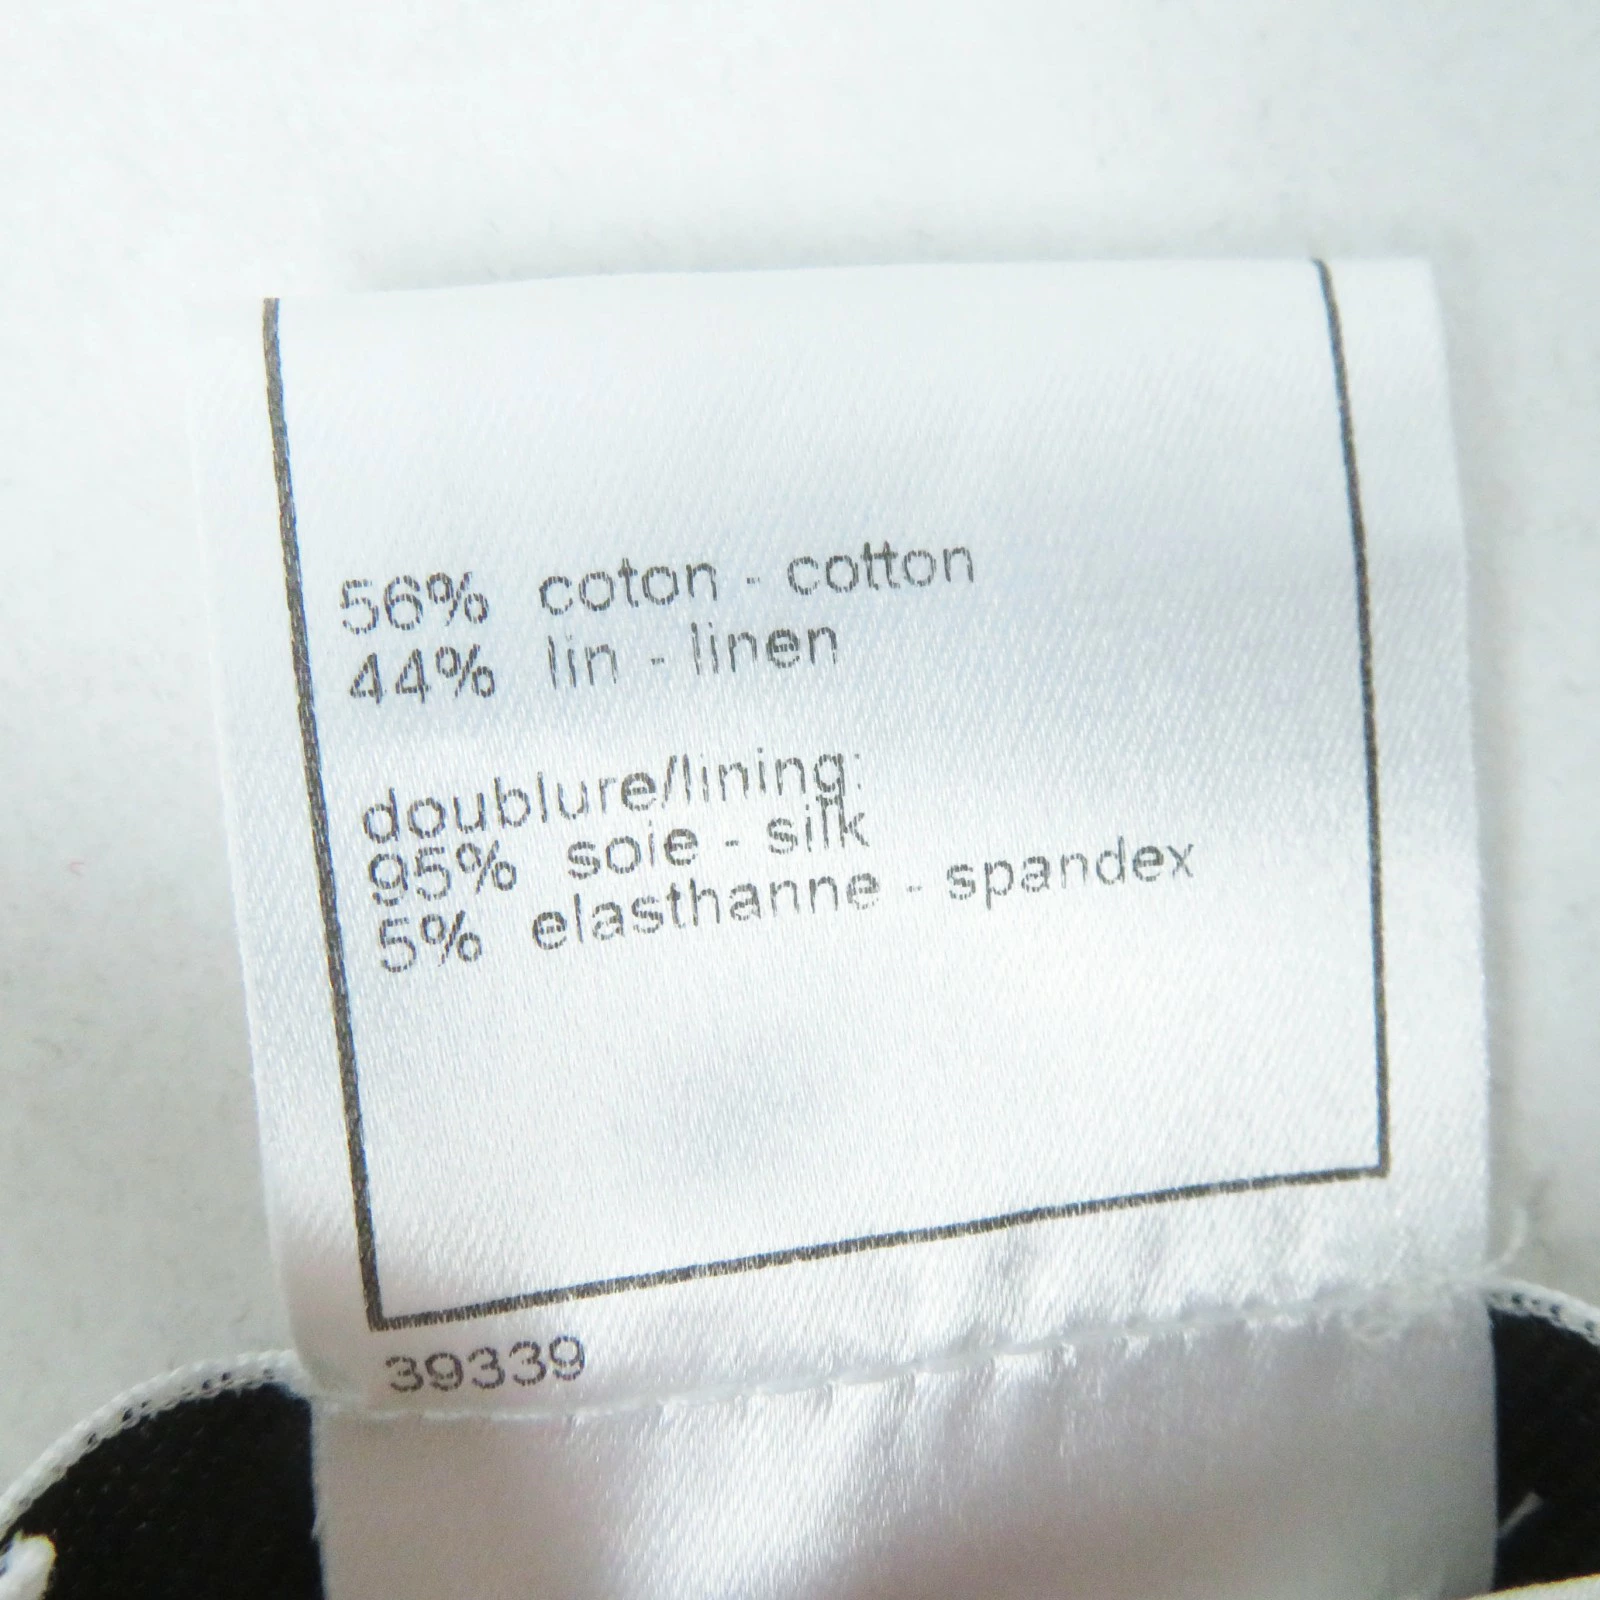 56% coton - cotton
44% lin - linen
doublure/lining:
95% soie - silk
5% elasthanne - spandex
39339